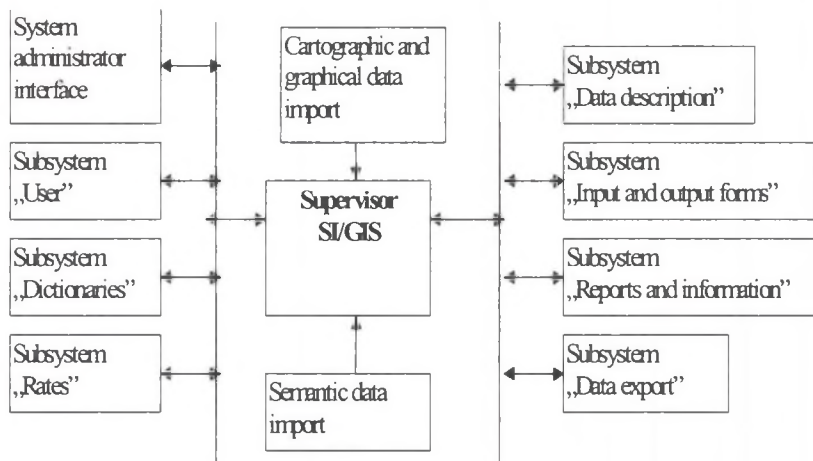 System
administrator
interface
Subsystem
„User”
Subsystem
„Dictionaries”
Subsystem
„Rates”
Cartographic and
graphical data
import
Supervisor
SI/GIS
Semantic data
import
Subsystem
„Data description”
Subsystem
„Input and output forms”
Subsystem
„Reports and information”
Subsystem
„Data export”